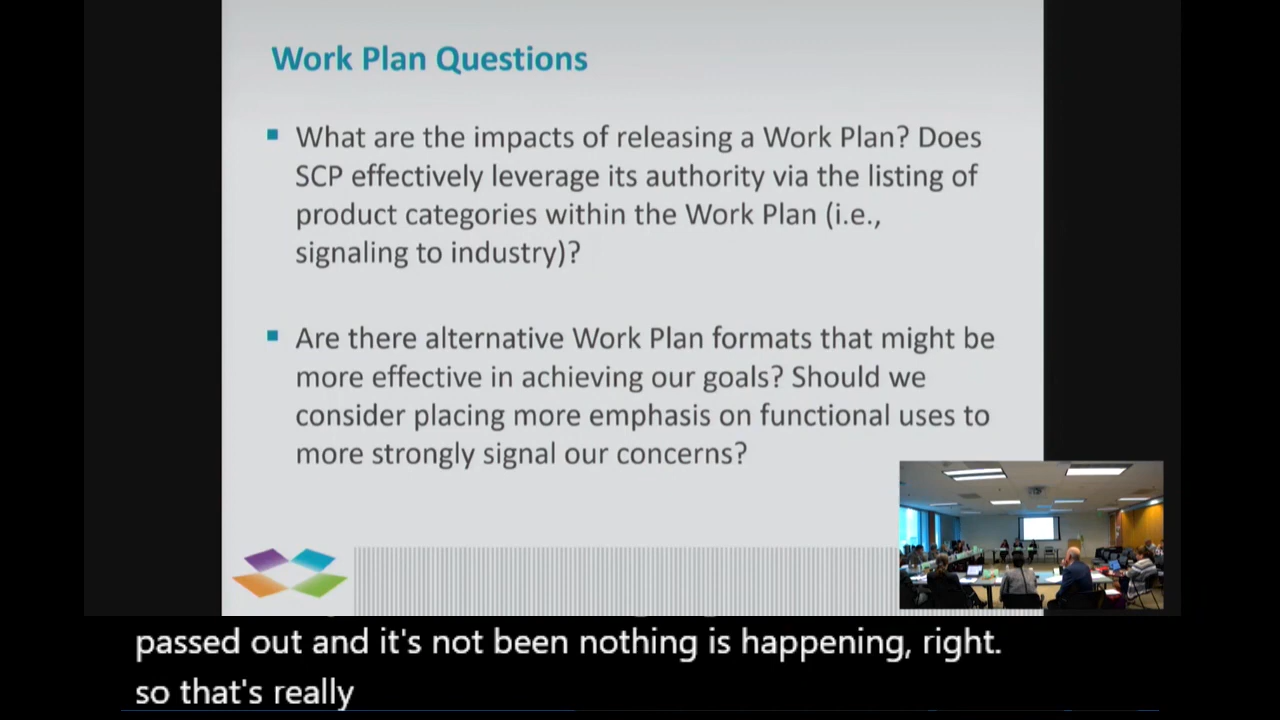 Work Plan Questions
What are the impacts of releasing a Work Plan? Does
SCP effectively leverage its authority via the listing of
product categories within the Work Plan (i.e.,
signaling to industry)?
Are there alternative Work Plan formats that might be
more effective in achieving our goals? Should we
consider placing more emphasis on functional uses to
more strongly signal our concerns?
passed out and it's not been nothing is happening, right.
so that's really